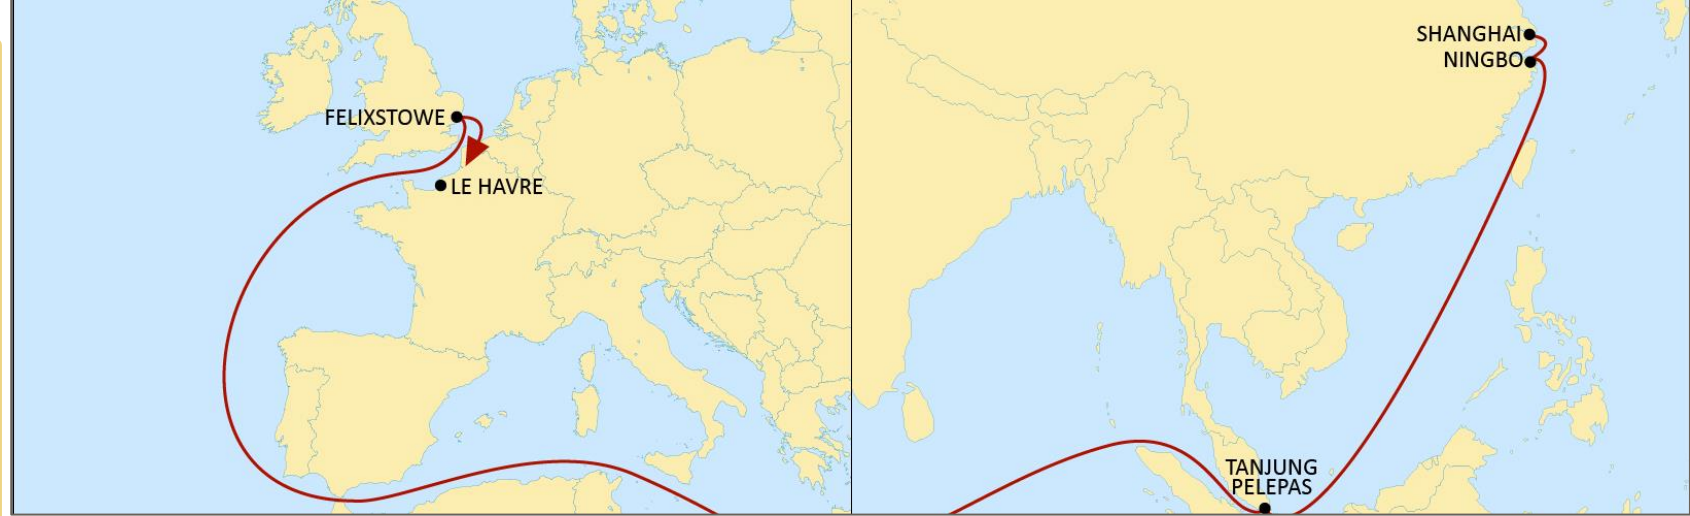 FELIXSTOWE
LE HAVRE
SHANGHAI
NINGBO
TANJUNG
PELEPAS